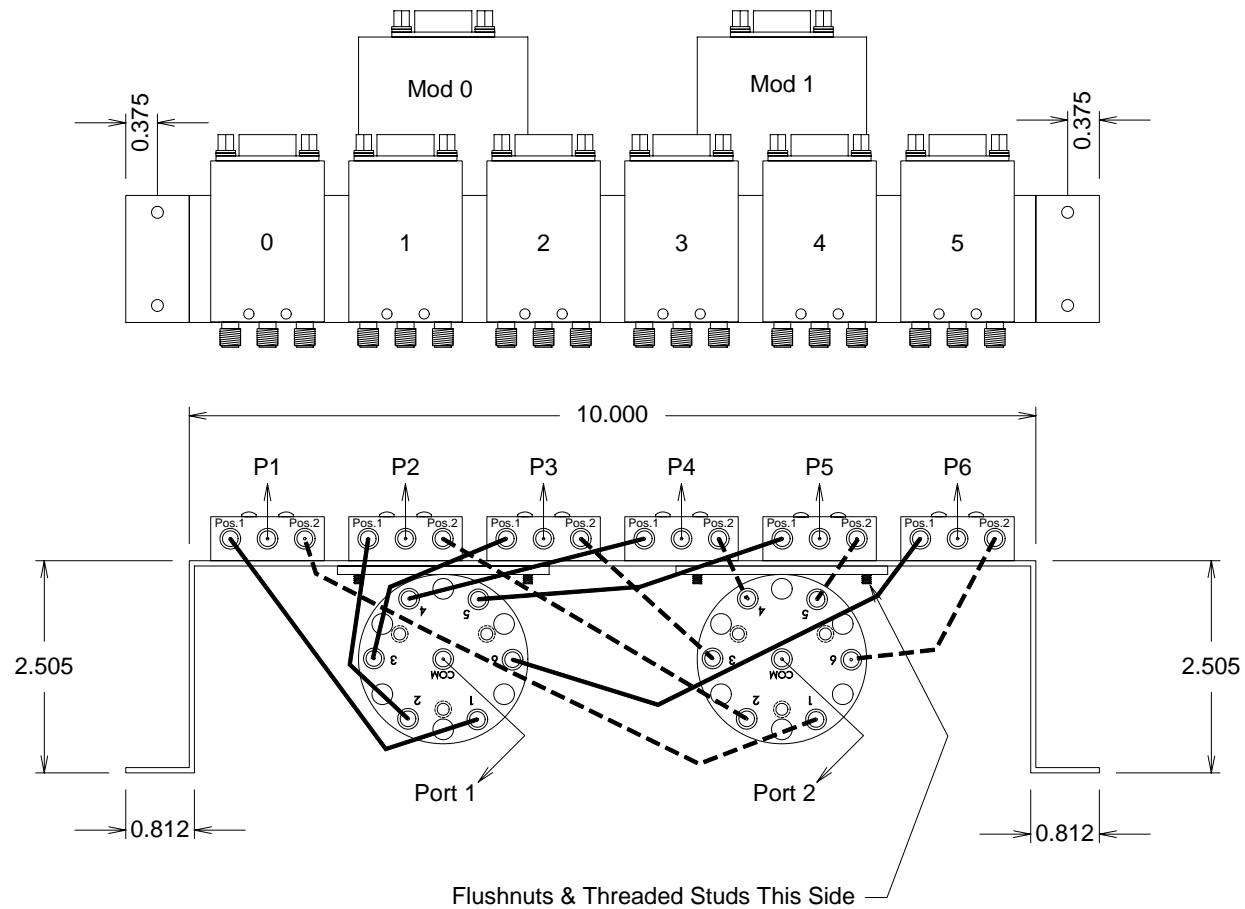 Mod 0
Mod 1
0.375
0.375
0
1
2
3
4
5
10.000
P1
P2
P3
P4
P5
P6
Pos.1
Pos.2
Pos.1
Pos.2
Pos.1
Pos.2
Pos.1
Pos.2
Pos.1
Pos.2
Pos.1
Pos.2
4
5
3
COM
6
2
1
4
5
3
COM
6
2
1
2.505
2.505
Port 1
Port 2
0.812
0.812
Flushnuts & Threaded Studs This Side